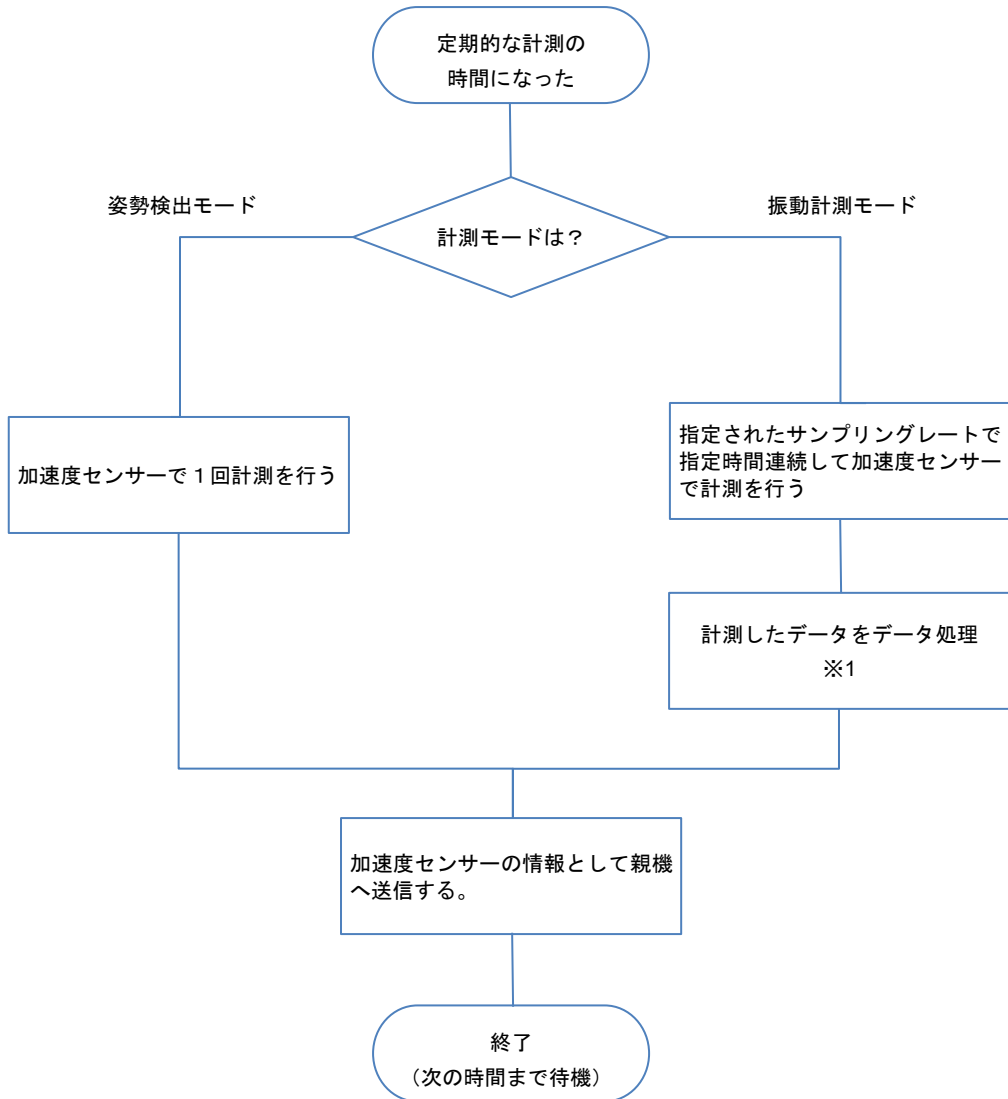 定期的な計測の
時間になった
姿勢検出モード
振動計測モード
計測モードは？
加速度センサーで１回計測を行う
指定されたサンプリングレートで
指定時間連続して加速度センサー
で計測を行う
計測したデータをデータ処理
※1
加速度センサーの情報として親機
へ送信する。
終了
（次の時間まで待機）